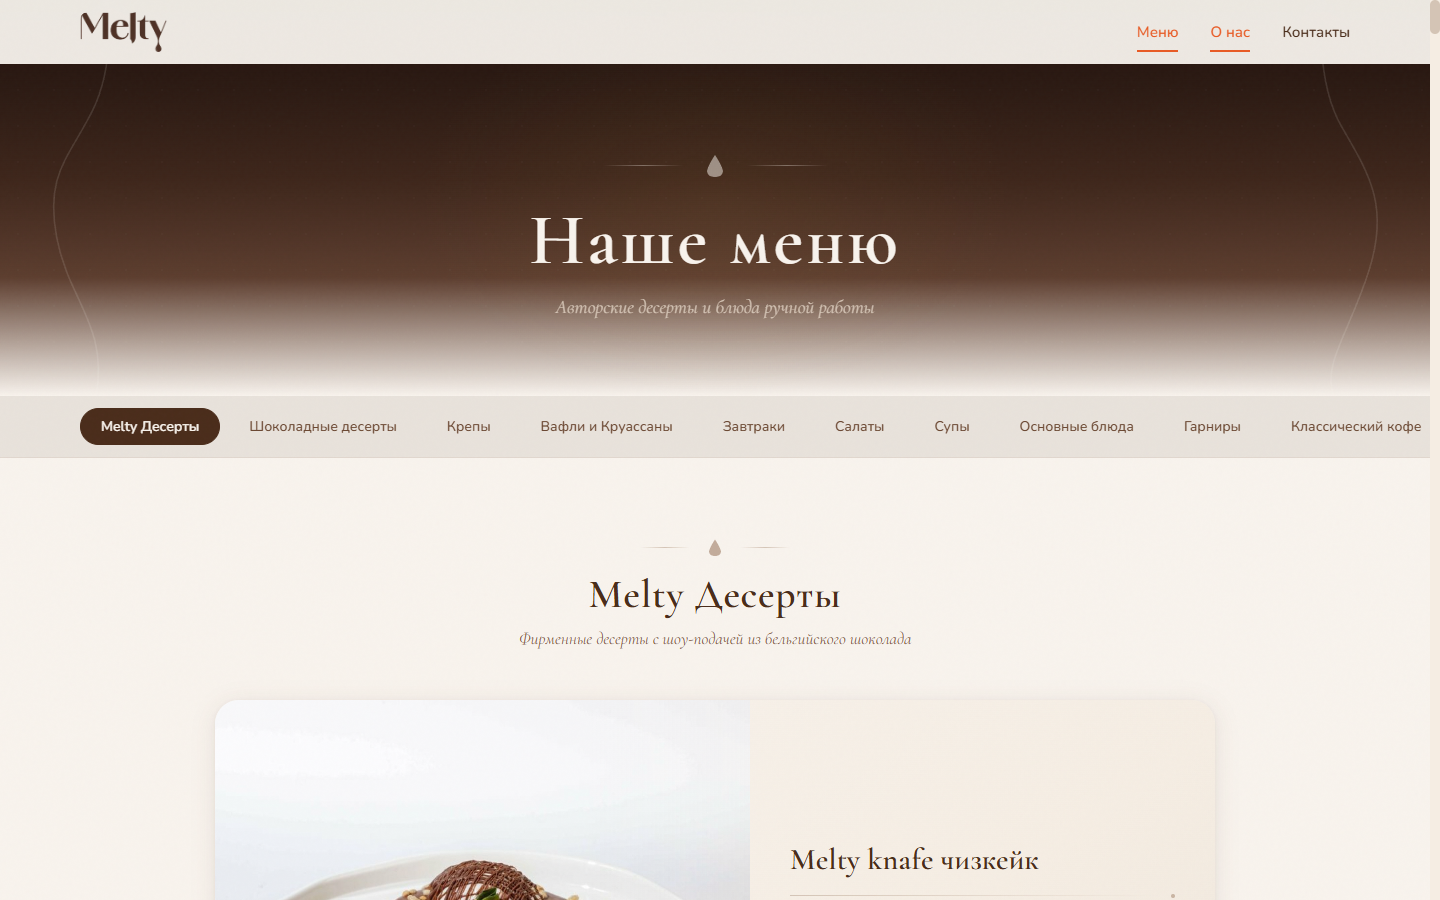 Melty
Меню О нас Контакты
Наше меню
Авторские десерты и блюда ручной работы
Melty Десерты Шоколадные десерты Крепы Вафли и Круассаны Завтраки Салаты Супы Основные блюда Гарниры Классический кофе
Melty Десерты
Фирменные десерты с шоу-подачей из бельгийского шоколада
Melty knafe чизкейк